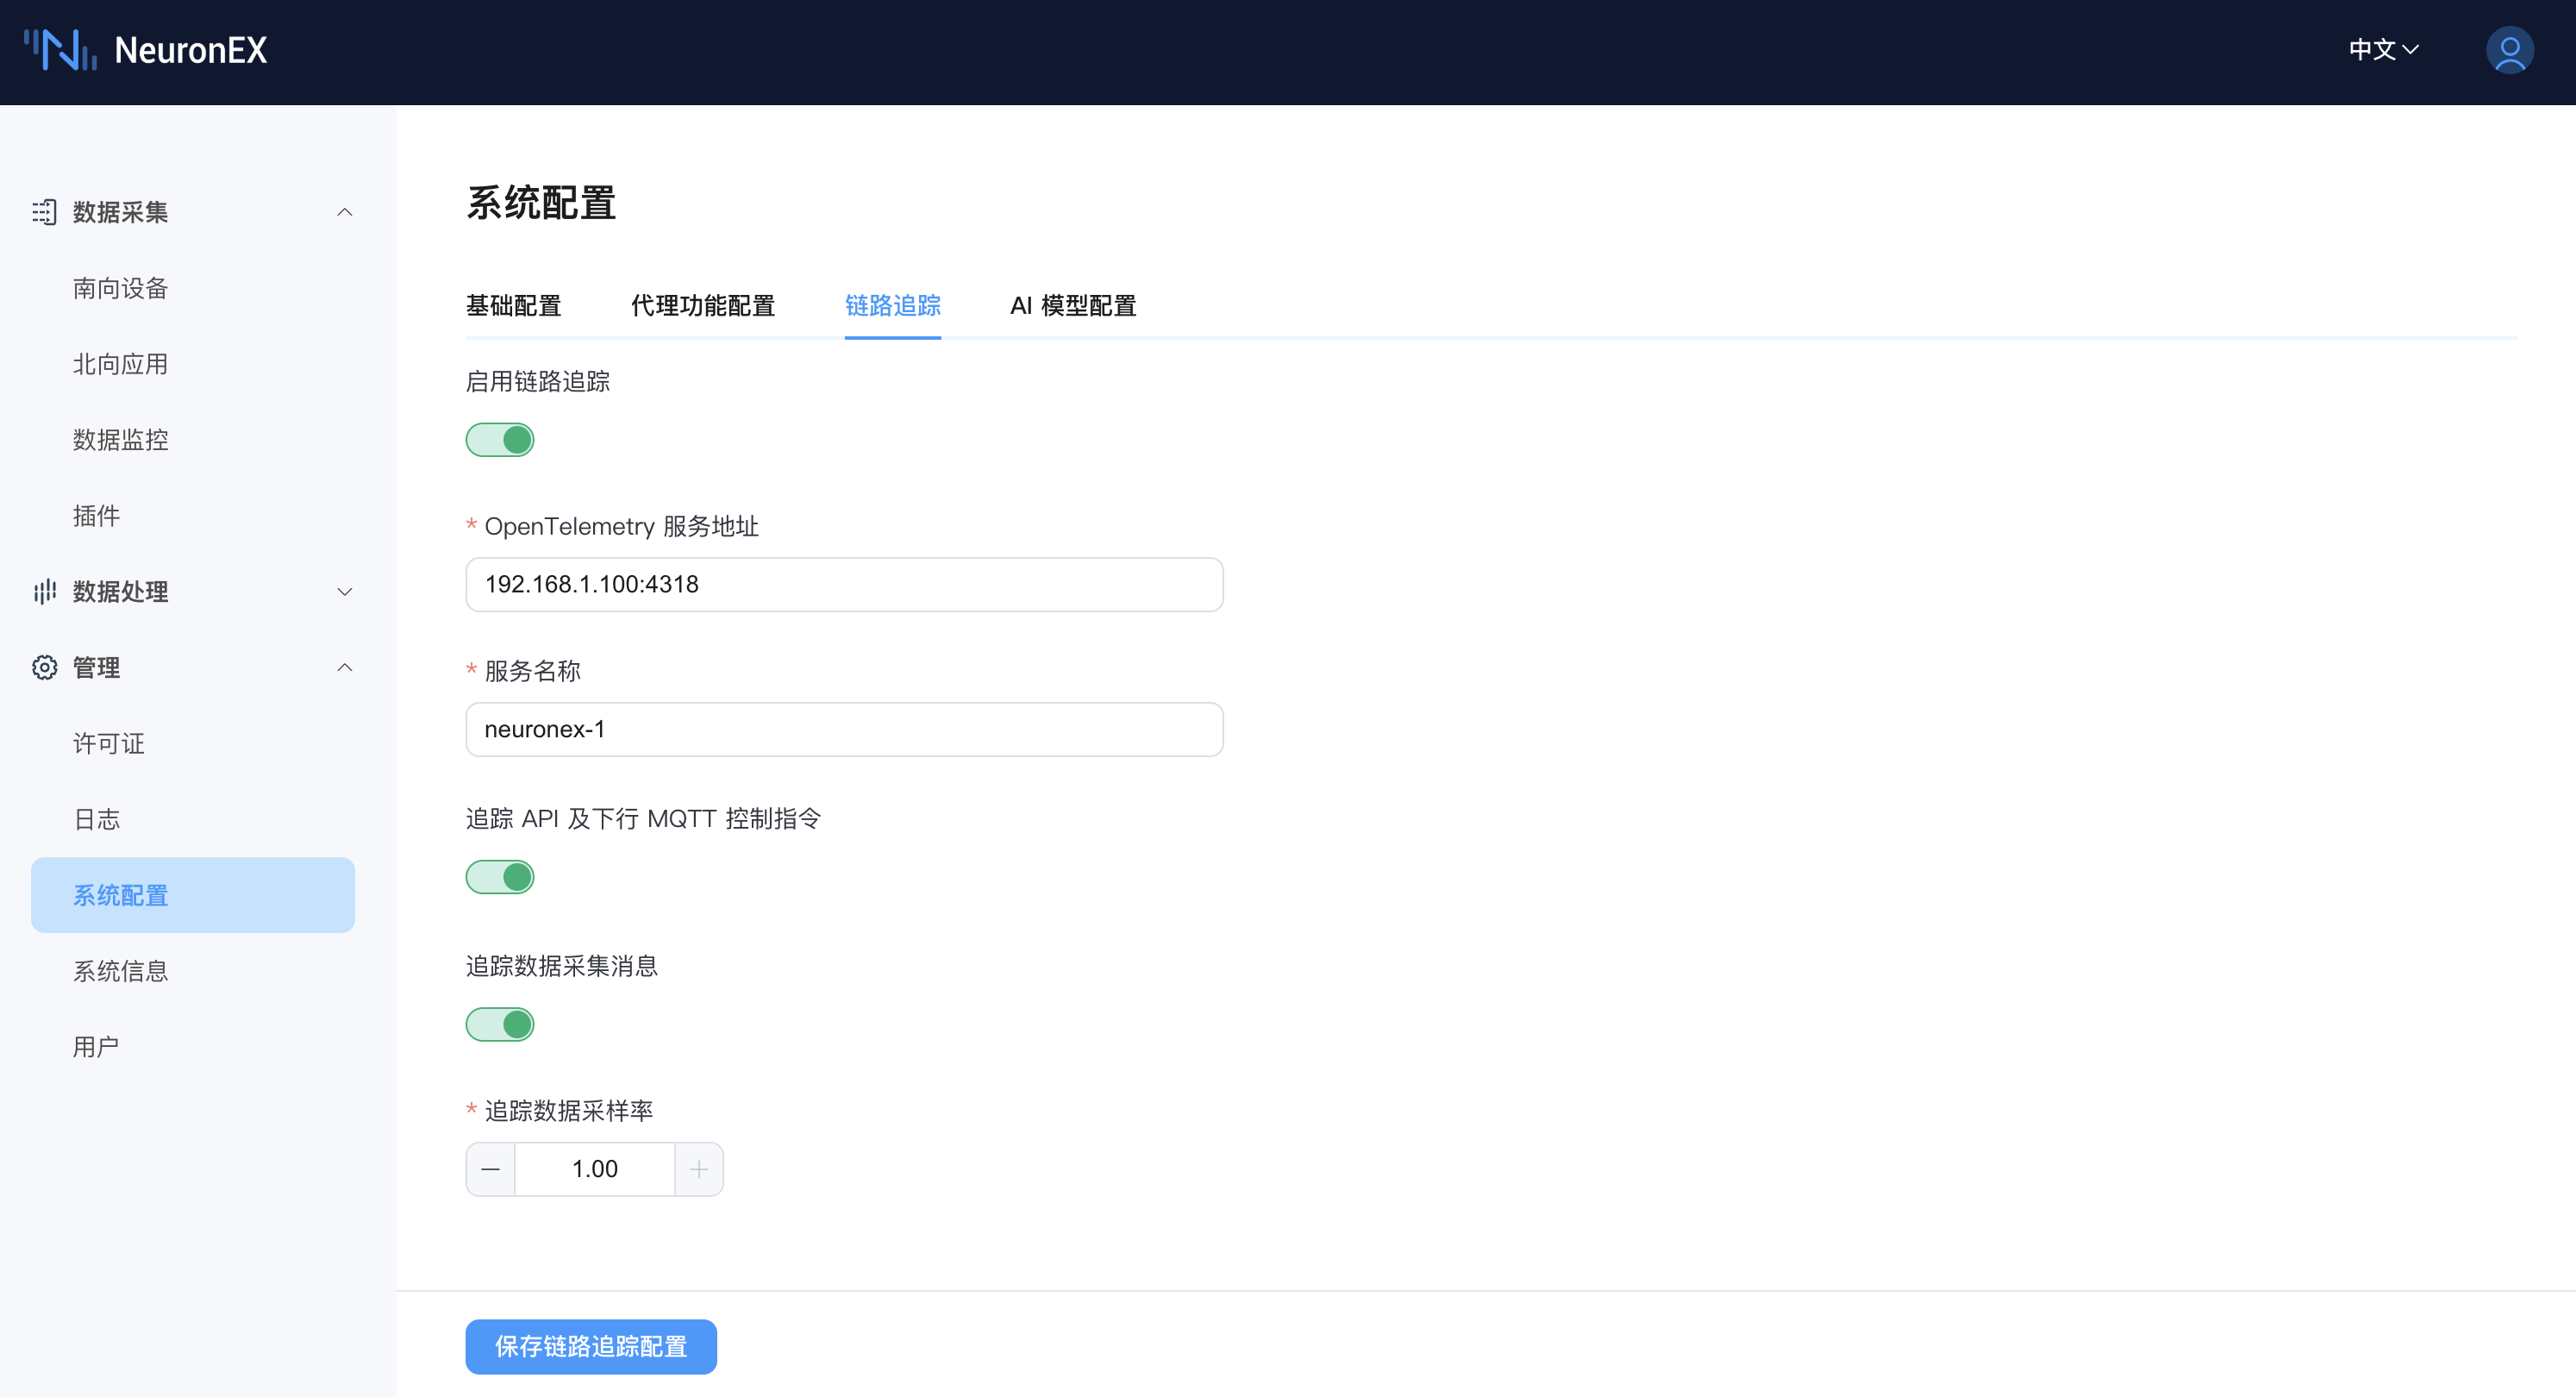 NeuronEX
中文
数据采集
南向设备
北向应用
数据监控
插件
数据处理
管理
许可证
日志
系统配置
系统信息
用户
系统配置
基础配置 代理功能配置 链路追踪 AI 模型配置
启用链路追踪
* OpenTelemetry 服务地址
192.168.1.100:4318
* 服务名称
neuronex-1
追踪 API 及下行 MQTT 控制指令
追踪数据采集消息
* 追踪数据采样率
1.00
保存链路追踪配置